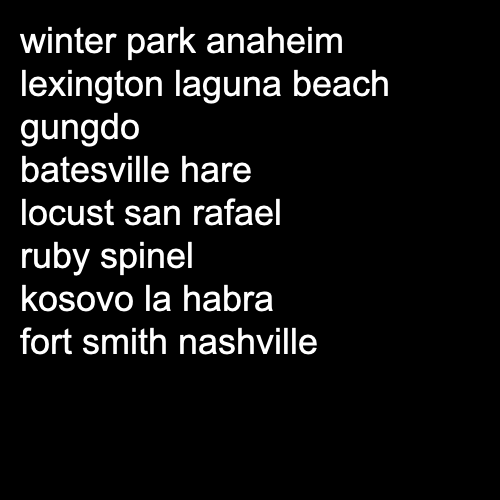 winter park anaheim
lexington laguna beach
gungdo
batesville hare
locust san rafael
ruby spinel
kosovo la habra
fort smith nashville